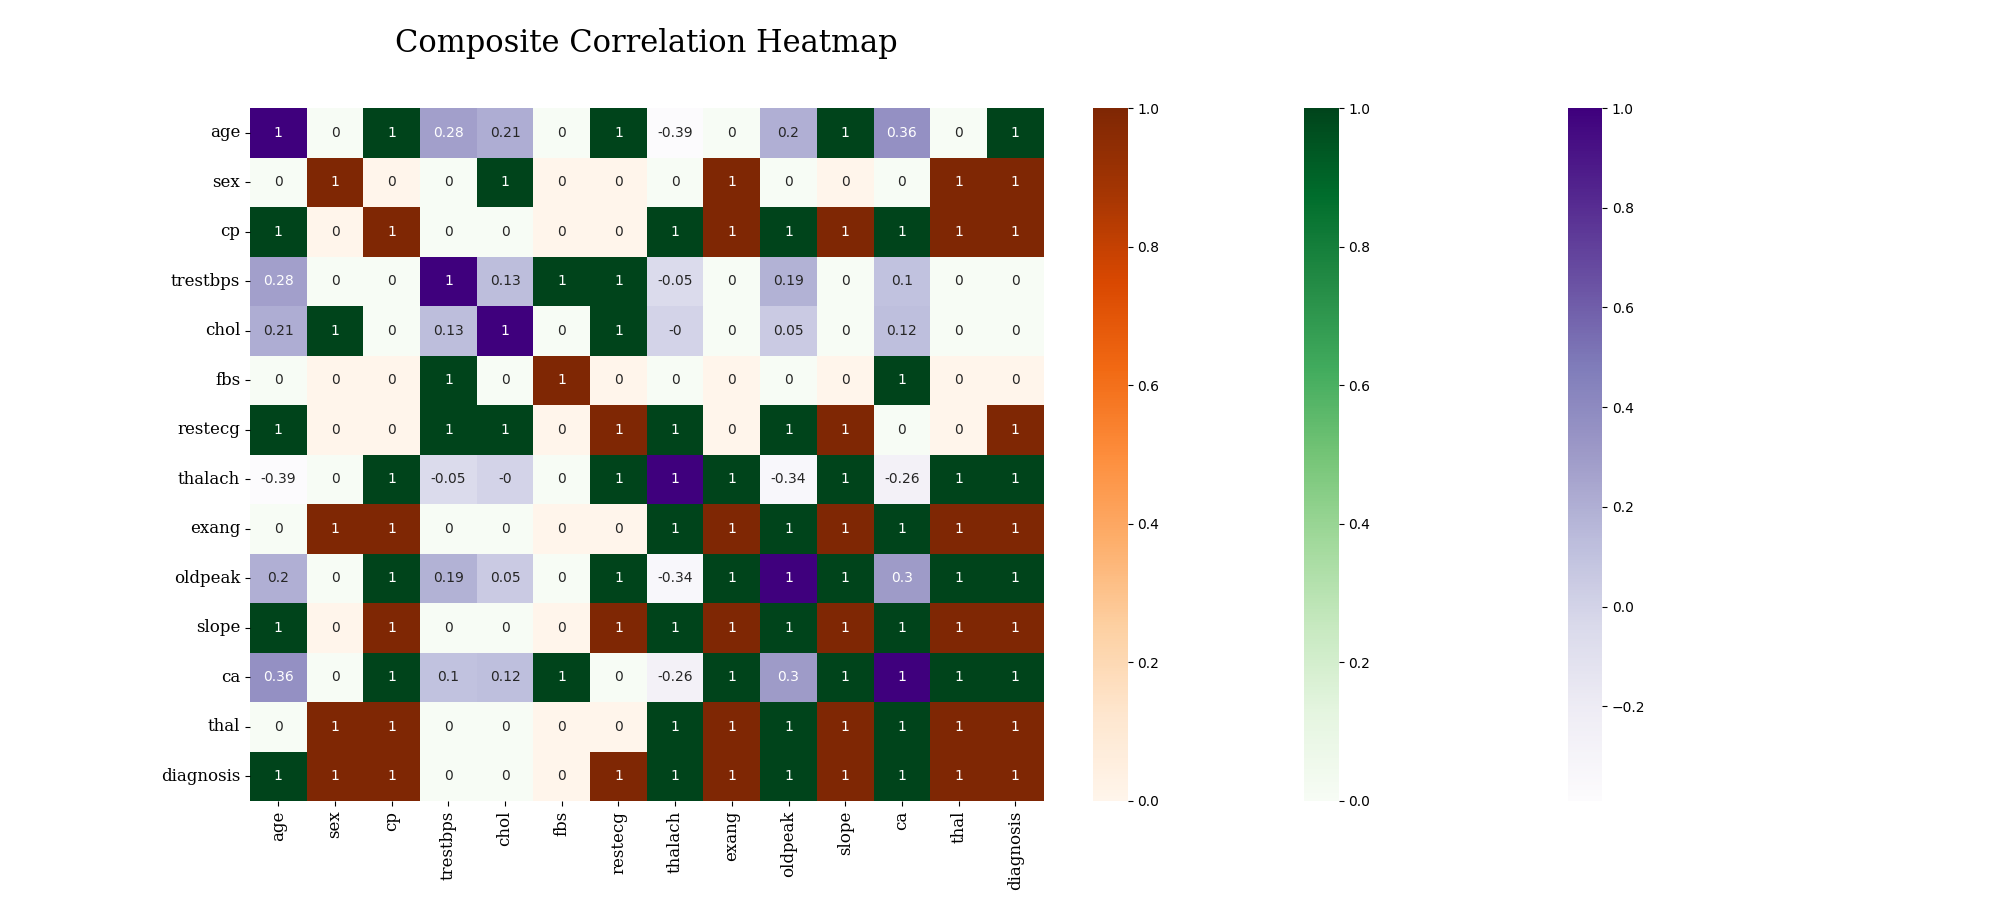 Composite Correlation Heatmap
age 1 0 1 0.28 0.21 0 1 -0.39 0 0.2 1 0.36 0 1
sex 0 1 0 0 1 0 0 0 1 0 0 0 1 1
cp 1 0 1 0 0 0 0 1 1 1 1 1 1 1
trestbps 0.28 0 0 1 0.13 1 1 -0.05 0 0.19 0 0.1 0 0
chol 0.21 1 0 0.13 1 0 1 -0 0 0.05 0 0.12 0 0
fbs 0 0 0 1 0 1 0 0 0 0 0 1 0 0
restecg 1 0 0 1 1 0 1 1 0 1 1 0 0 1
thalach -0.39 0 1 -0.05 -0 0 1 1 1 -0.34 1 -0.26 1 1
exang 0 1 1 0 0 0 0 1 1 1 1 1 1 1
oldpeak 0.2 0 1 0.19 0.05 0 1 -0.34 1 1 1 0.3 1 1
slope 1 0 1 0 0 0 1 1 1 1 1 1 1 1
ca 0.36 0 1 0.1 0.12 1 0 -0.26 1 0.3 1 1 1 1
thal 0 1 1 0 0 0 0 1 1 1 1 1 1 1
diagnosis 1 1 1 0 0 0 1 1 1 1 1 1 1 1
age sex cp trestbps chol fbs restecg thalach exang oldpeak slope ca thal diagnosis
1.0
0.8
0.6
0.4
0.2
0.0
1.0
0.8
0.6
0.4
0.2
0.0
1.0
0.8
0.6
0.4
0.2
0.0
−0.2